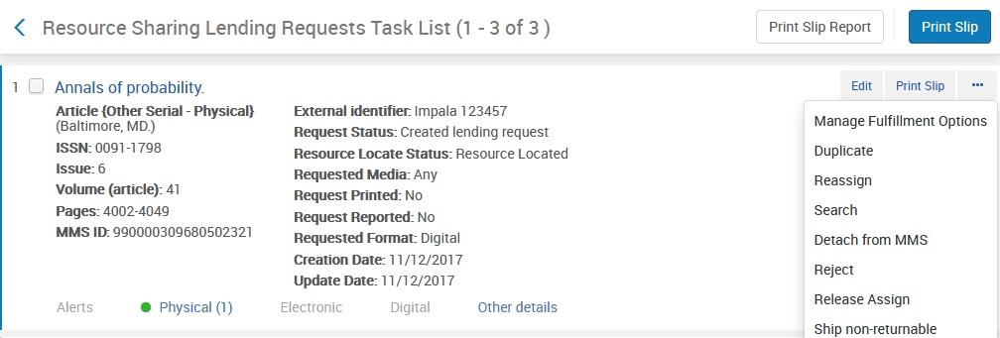 Resource Sharing Lending Requests Task List (1 - 3 of 3 )
Print Slip Report
Print Slip
1
Annals of probability.
Edit
Print Slip
•••
Article {Other Serial - Physical}
(Baltimore, MD.)
ISSN: 0091-1798
Issue: 6
Volume (article): 41
Pages: 4002-4049
MMS ID: 990000309680502321
External identifier: Impala 123457
Request Status: Created lending request
Resource Locate Status: Resource Located
Requested Media: Any
Request Printed: No
Request Reported: No
Requested Format: Digital
Creation Date: 11/12/2017
Update Date: 11/12/2017
Alerts
Physical (1)
Electronic
Digital
Other details
Manage Fulfillment Options
Duplicate
Reassign
Search
Detach from MMS
Reject
Release Assign
Ship non-returnable